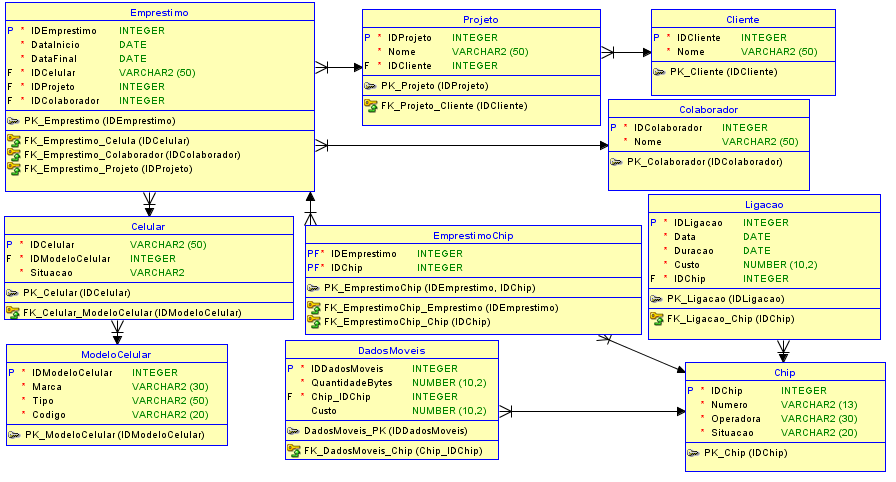 Emprestimo
P * IDEmprestimo INTEGER
* DataInicio DATE
* DataFinal DATE
F * IDCelular VARCHAR2 (50)
F * IDProjeto INTEGER
F * IDColaborador INTEGER
PK_Emprestimo (IDEmprestimo)
FK_Emprestimo_Celula (IDCelular)
FK_Emprestimo_Colaborador (IDColaborador)
FK_Emprestimo_Projeto (IDProjeto)
Projeto
P * IDProjeto INTEGER
* Nome VARCHAR2 (50)
F * IDCliente INTEGER
PK_Projeto (IDProjeto)
FK_Projeto_Cliente (IDCliente)
Cliente
P * IDCliente INTEGER
* Nome VARCHAR2 (50)
PK_Cliente (IDCliente)
Colaborador
P * IDColaborador INTEGER
* Nome VARCHAR2 (50)
PK_Colaborador (IDColaborador)
Celular
P * IDCelular VARCHAR2 (50)
F * IDModeloCelular INTEGER
* Situacao VARCHAR2
PK_Celular (IDCelular)
FK_Celular_ModeloCelular (IDModeloCelular)
EmprestimoChip
PF* IDEmprestimo INTEGER
PF* IDChip INTEGER
PK_EmprestimoChip (IDEmprestimo, IDChip)
FK_EmprestimoChip_Emprestimo (IDEmprestimo)
FK_EmprestimoChip_Chip (IDChip)
Ligacao
P * IDLigacao INTEGER
* Data DATE
* Duracao DATE
* Custo NUMBER (10,2)
F * IDChip INTEGER
PK_Ligacao (IDLigacao)
FK_Ligacao_Chip (IDChip)
ModeloCelular
P * IDModeloCelular INTEGER
* Marca VARCHAR2 (30)
* Tipo VARCHAR2 (50)
* Codigo VARCHAR2 (20)
PK_ModeloCelular (IDModeloCelular)
DadosMoveis
P * IDDadosMoveis INTEGER
* QuantidadeBytes NUMBER (10,2)
F * Chip_IDChip INTEGER
Custo NUMBER (10,2)
DadosMoveis_PK (IDDadosMoveis)
FK_DadosMoveis_Chip (Chip_IDChip)
Chip
P * IDChip INTEGER
* Numero VARCHAR2 (13)
* Operadora VARCHAR2 (30)
* Situacao VARCHAR2 (20)
PK_Chip (IDChip)